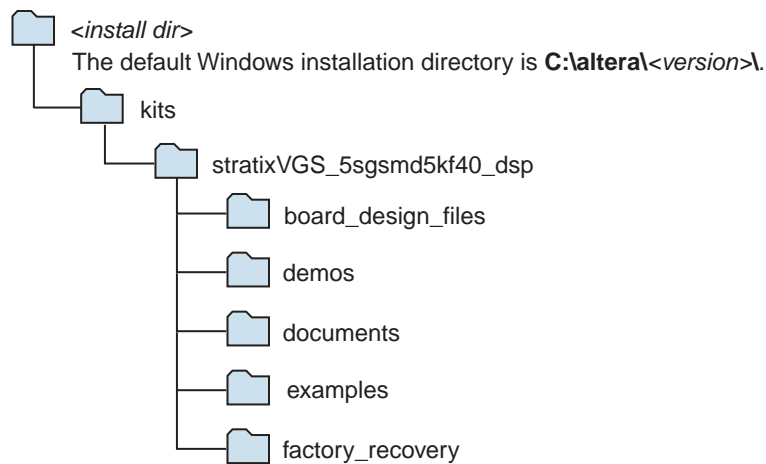 <install dir>
The default Windows installation directory is C:\altera\<version>\.
kits
stratixVGS_5sgsmd5kf40_dsp
board_design_files
demos
documents
examples
factory_recovery